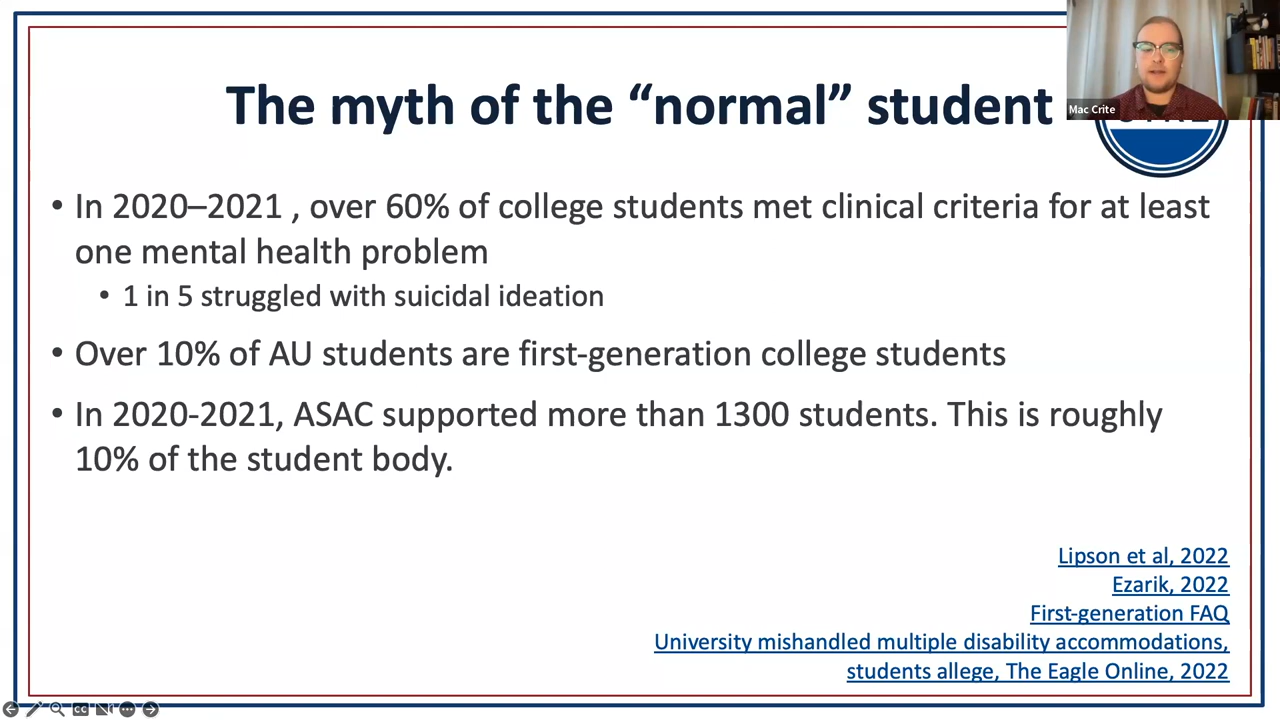 The myth of the “normal” student
Mac Crite
• In 2020–2021 , over 60% of college students met clinical criteria for at least
one mental health problem
• 1 in 5 struggled with suicidal ideation
• Over 10% of AU students are first-generation college students
• In 2020-2021, ASAC supported more than 1300 students. This is roughly
10% of the student body.
Lipson et al, 2022
Ezarik, 2022
First-generation FAQ
University mishandled multiple disability accommodations,
students allege, The Eagle Online, 2022
CC